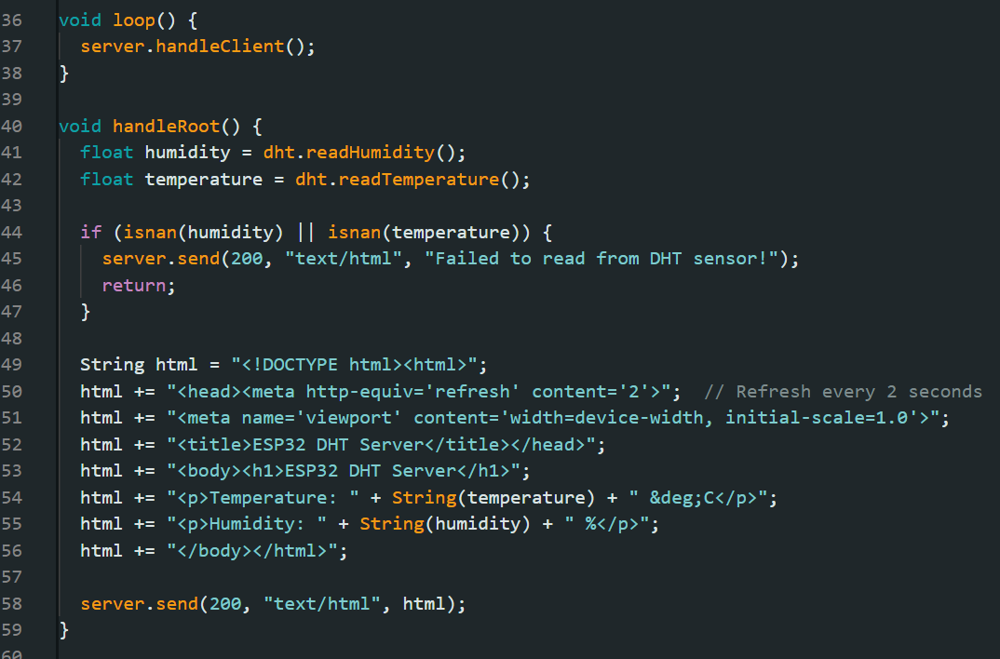 36 void loop() {
37   server.handleClient();
38 }
39
40 void handleRoot() {
41   float humidity = dht.readHumidity();
42   float temperature = dht.readTemperature();
43
44   if (isnan(humidity) || isnan(temperature)) {
45     server.send(200, "text/html", "Failed to read from DHT sensor!");
46     return;
47   }
48
49   String html = "<!DOCTYPE html><html>";
50   html += "<head><meta http-equiv='refresh' content='2'>";  // Refresh every 2 seconds
51   html += "<meta name='viewport' content='width=device-width, initial-scale=1.0'>";
52   html += "<title>ESP32 DHT Server</title></head>";
53   html += "<body><h1>ESP32 DHT Server</h1>";
54   html += "<p>Temperature: " + String(temperature) + " &deg;C</p>";
55   html += "<p>Humidity: " + String(humidity) + " %</p>";
56   html += "</body></html>";
57
58   server.send(200, "text/html", html);
59 }
60